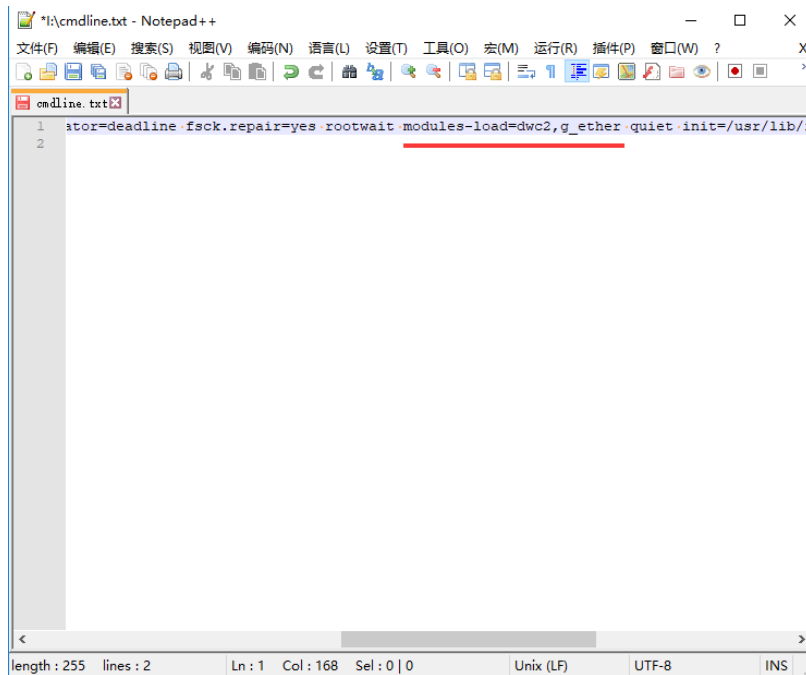 *I:\cmdline.txt - Notepad++
文件(F) 编辑(E) 搜索(S) 视图(V) 编码(N) 语言(L) 设置(T) 工具(O) 宏(M) 运行(R) 插件(P) 窗口(W) ? X
cmdline.txt
1 ator=deadline fsck.repair=yes rootwait modules-load=dwc2,g_ether quiet init=/usr/lib/
2
length : 255 lines : 2 Ln : 1 Col : 168 Sel : 0 | 0 Unix (LF) UTF-8 INS